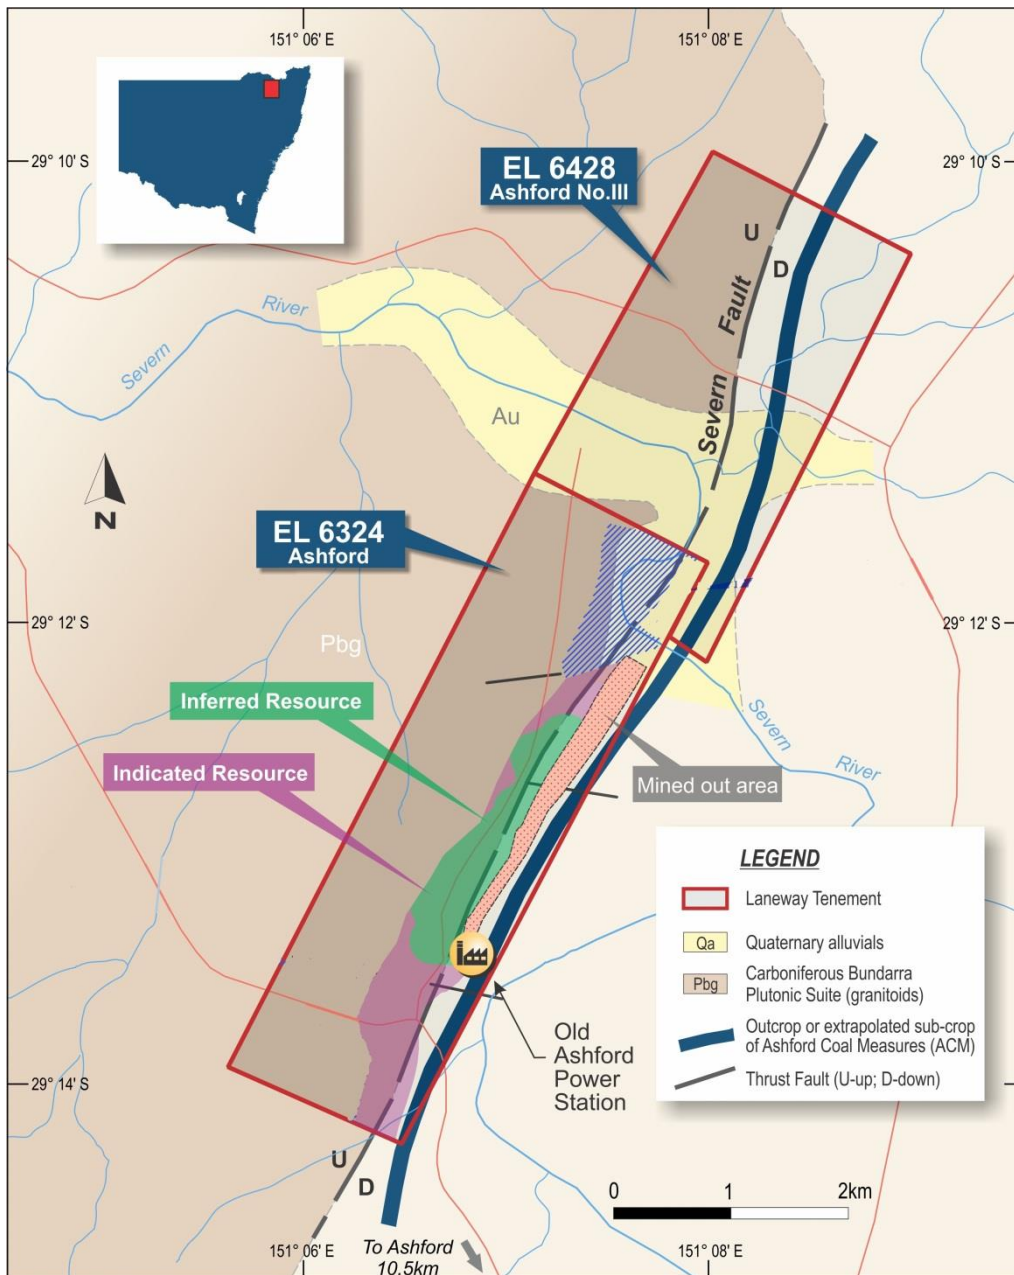 151° 06' E
151° 08' E
29° 10' S
29° 10' S
EL 6428
Ashford No.III
U
D
Severn Fault
Severn
River
Au
N
EL 6324
Ashford
29° 12' S
29° 12' S
Pbg
Inferred Resource
Indicated Resource
Severn
River
Mined out area
LEGEND
Laneway Tenement
Qa
Quaternary alluvials
Pbg
Carboniferous Bundarra
Plutonic Suite (granitoids)
Outcrop or extrapolated sub-crop
of Ashford Coal Measures (ACM)
Thrust Fault (U-up; D-down)
Old
Ashford
Power
Station
29° 14' S
U
D
0
1
2km
151° 06' E
151° 08' E
To Ashford
10.5km